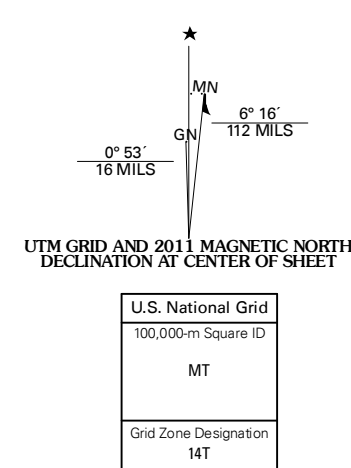 MN
6° 16´
112 MILS
GN
0° 53´
16 MILS
UTM GRID AND 2011 MAGNETIC NORTH
DECLINATION AT CENTER OF SHEET
U.S. National Grid
100,000-m Square ID
MT
Grid Zone Designation
14T